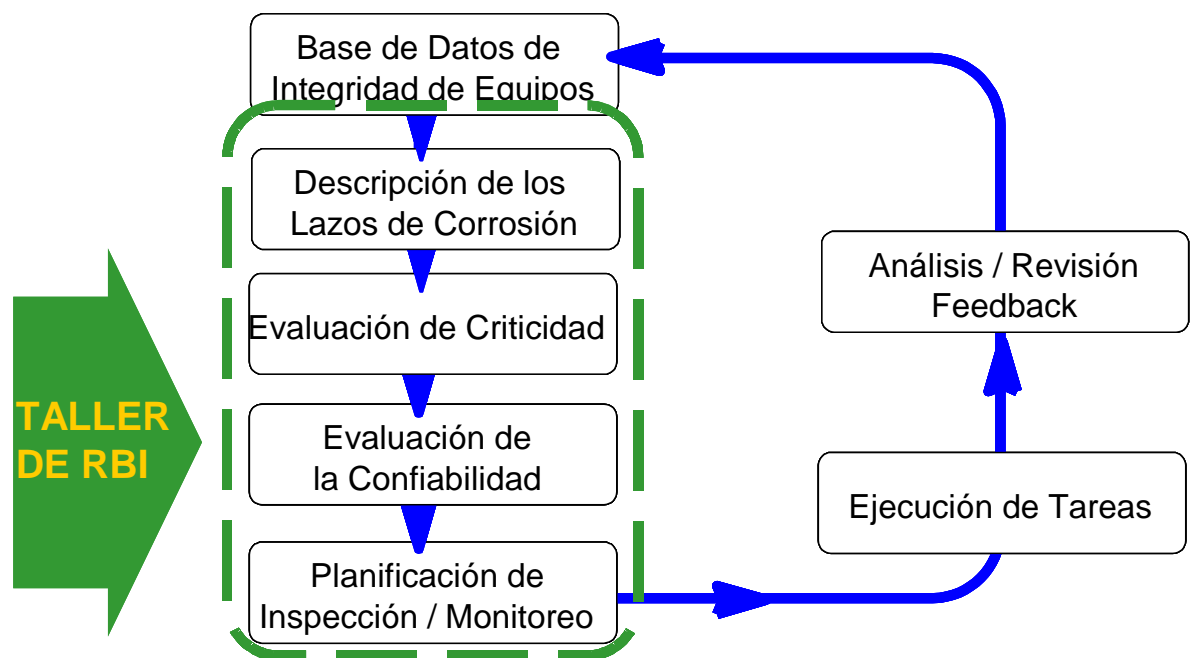 Base de Datos de
Integridad de Equipos
Descripción de los
Lazos de Corrosión
Evaluación de Criticidad
Evaluación de
la Confiabilidad
Planificación de
Inspección / Monitoreo
TALLER
DE RBI
Análisis / Revisión
Feedback
Ejecución de Tareas